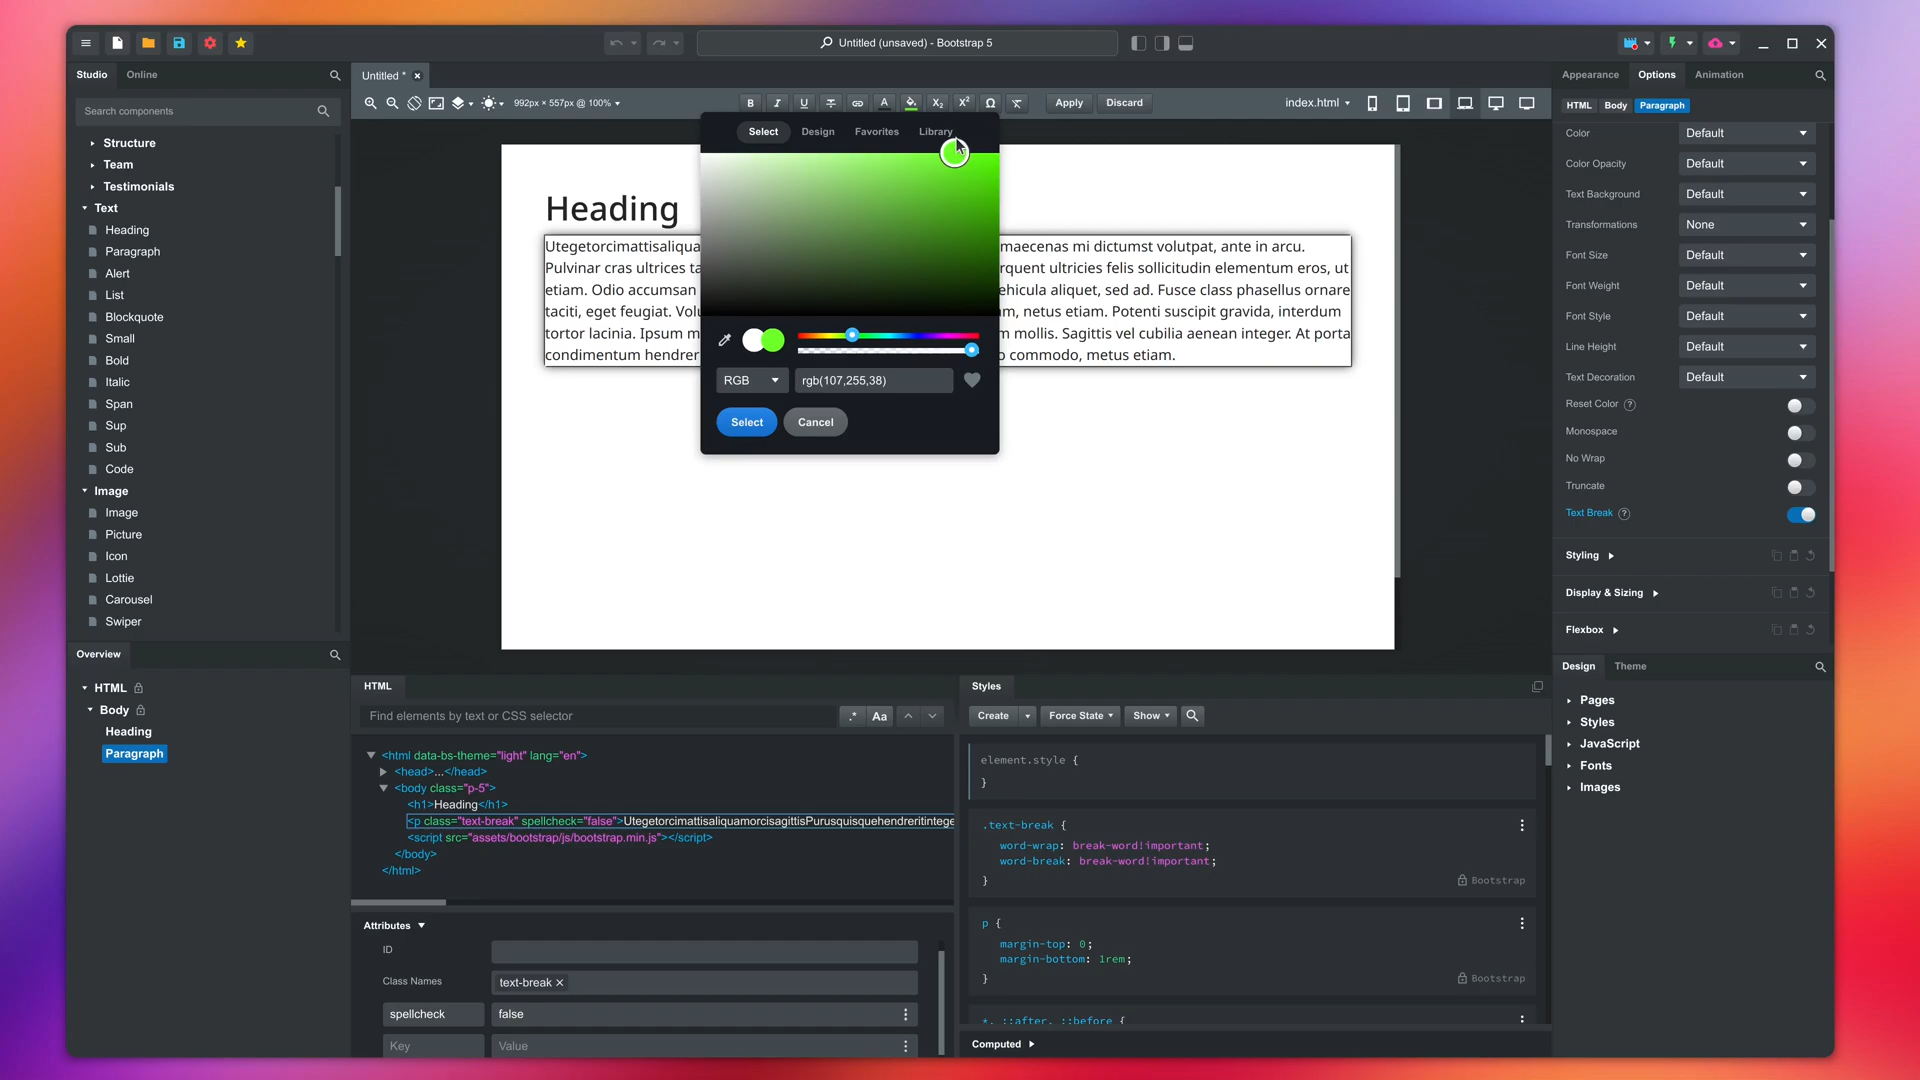 Untitled (unsaved) - Bootstrap 5
Studio
Online
Search components
Structure
Team
Testimonials
Text
Heading
Paragraph
Alert
List
Blockquote
Small
Bold
Italic
Span
Sup
Sub
Code
Image
Image
Picture
Icon
Lottie
Carousel
Swiper
Overview
HTML
Body
Heading
Paragraph
Untitled *
992px × 557px @ 100%
B I U S A X₂ X² Ω
Apply
Discard
index.html
Select
Design
Favorites
Library
RGB
rgb(107,255,38)
Select
Cancel
Heading
Utegetorcimattisaliqua maecenas mi dictumst volutpat, ante in arcu.
Pulvinar cras ultrices ta rquent ultricies felis sollicitudin elementum eros, ut
etiam. Odio accumsan ehicula aliquet, sed ad. Fusce class phasellus ornare
taciti, eget feugiat. Volu m, netus etiam. Potenti suscipit gravida, interdum
tortor lacinia. Ipsum m n mollis. Sagittis vel cubilia aenean integer. At porta
condimentum hendrer o commodo, metus etiam.
HTML
Find elements by text or CSS selector
.*
Aa
<html data-bs-theme="light" lang="en">
<head>...</head>
<body class="p-5">
<h1>Heading</h1>
<p class="text-break" spellcheck="false">UtegetorcimattisaliquamorcisagittisPurusquisquehendreritintege
<script src="assets/bootstrap/js/bootstrap.min.js"></script>
</body>
</html>
Attributes
ID
Class Names
text-break ×
spellcheck
false
Key
Value
Styles
Create
Force State
Show
element.style {
}
.text-break {
word-wrap: break-word!important;
word-break: break-word!important;
}
Bootstrap
p {
margin-top: 0;
margin-bottom: 1rem;
}
Bootstrap
*, ::after, ::before {
Computed
Appearance
Options
Animation
HTML
Body
Paragraph
Color
Default
Color Opacity
Default
Text Background
Default
Transformations
None
Font Size
Default
Font Weight
Default
Font Style
Default
Line Height
Default
Text Decoration
Default
Reset Color ?
Monospace
No Wrap
Truncate
Text Break ?
Styling
Display & Sizing
Flexbox
Design
Theme
Pages
Styles
JavaScript
Fonts
Images